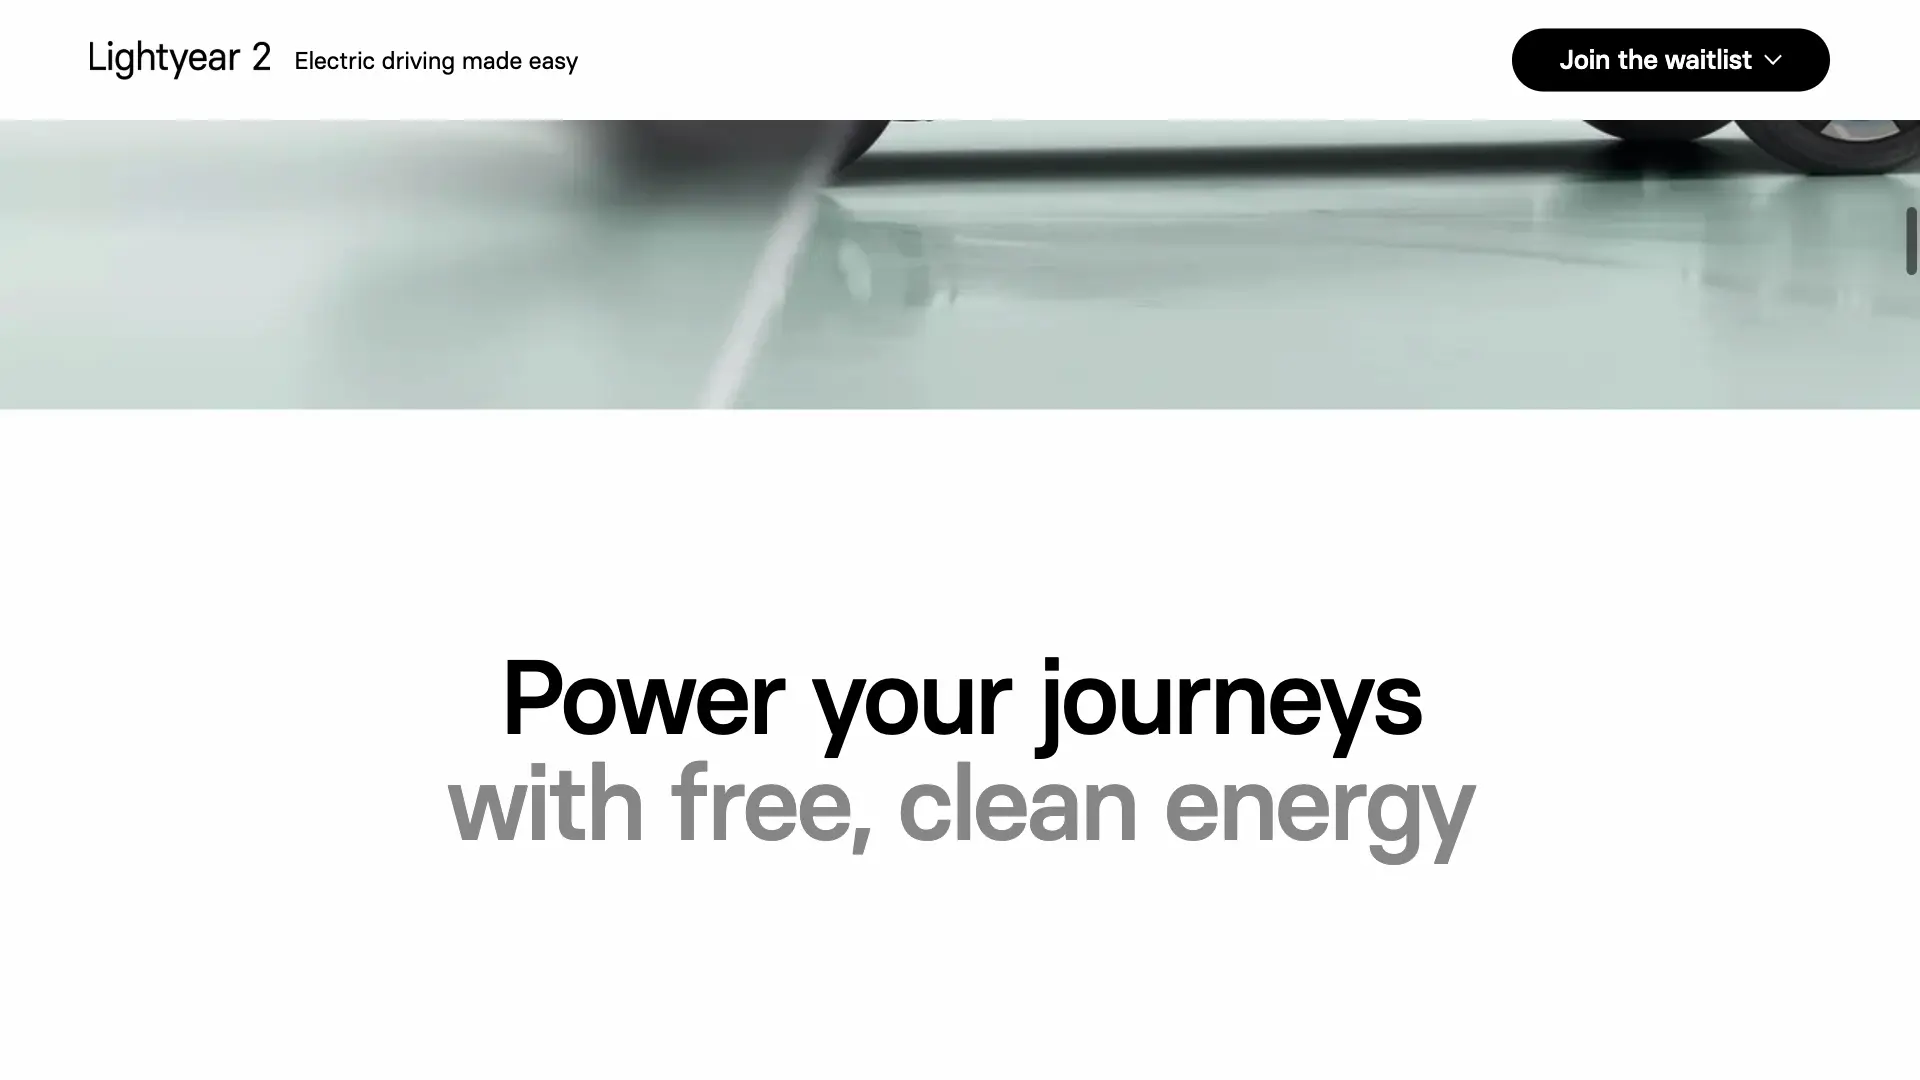 Lightyear 2 Electric driving made easy
Join the waitlist
Power your journeys
with free, clean energy